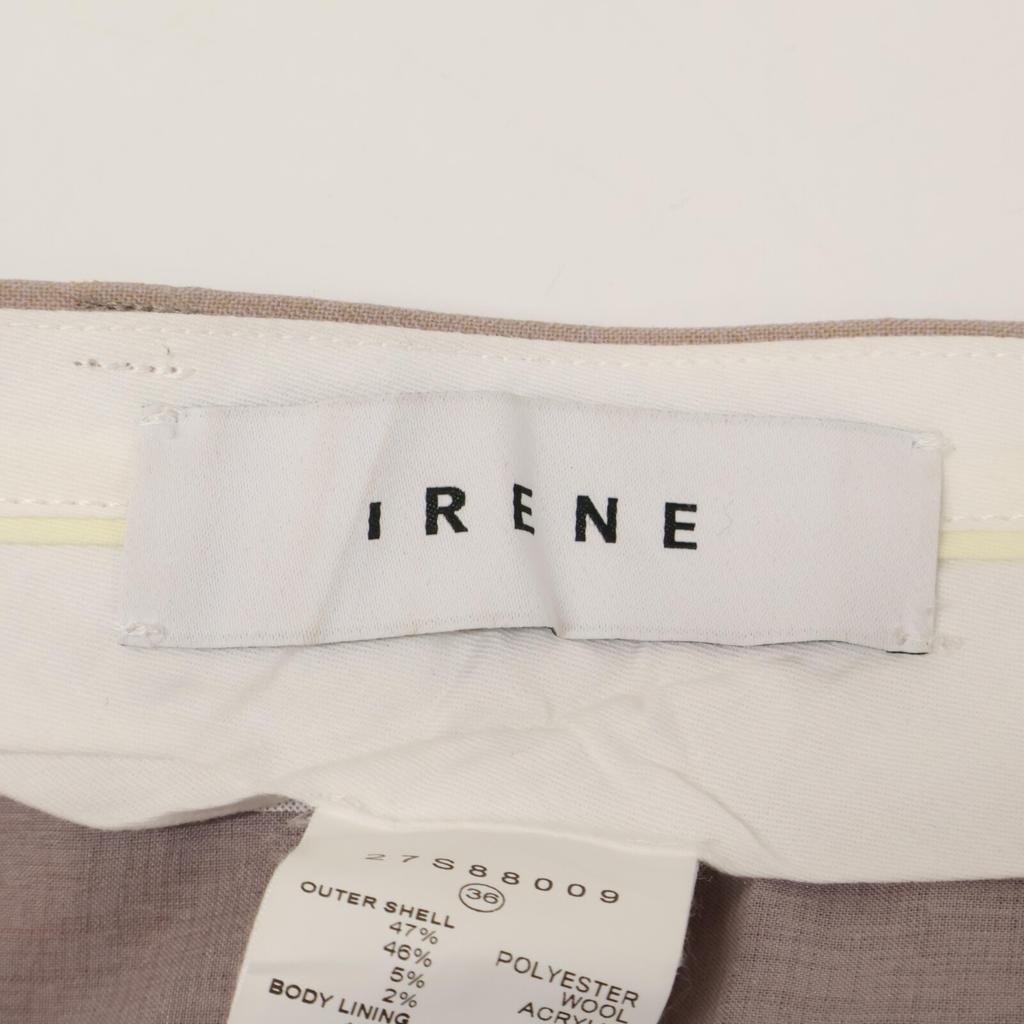 IRENE
27S88009
36
OUTER SHELL
47% POLYESTER
46% WOOL
5%
2%
BODY LINING